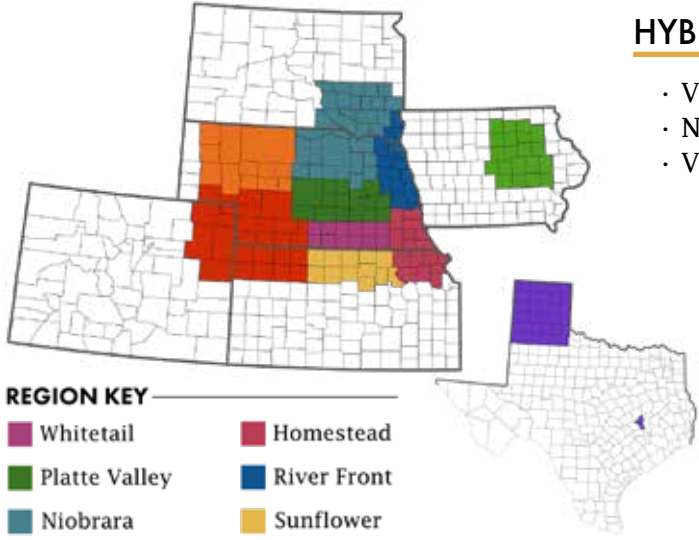 HYB
· V
· N
· V
REGION KEY
Whitetail
Homestead
Platte Valley
River Front
Niobrara
Sunflower